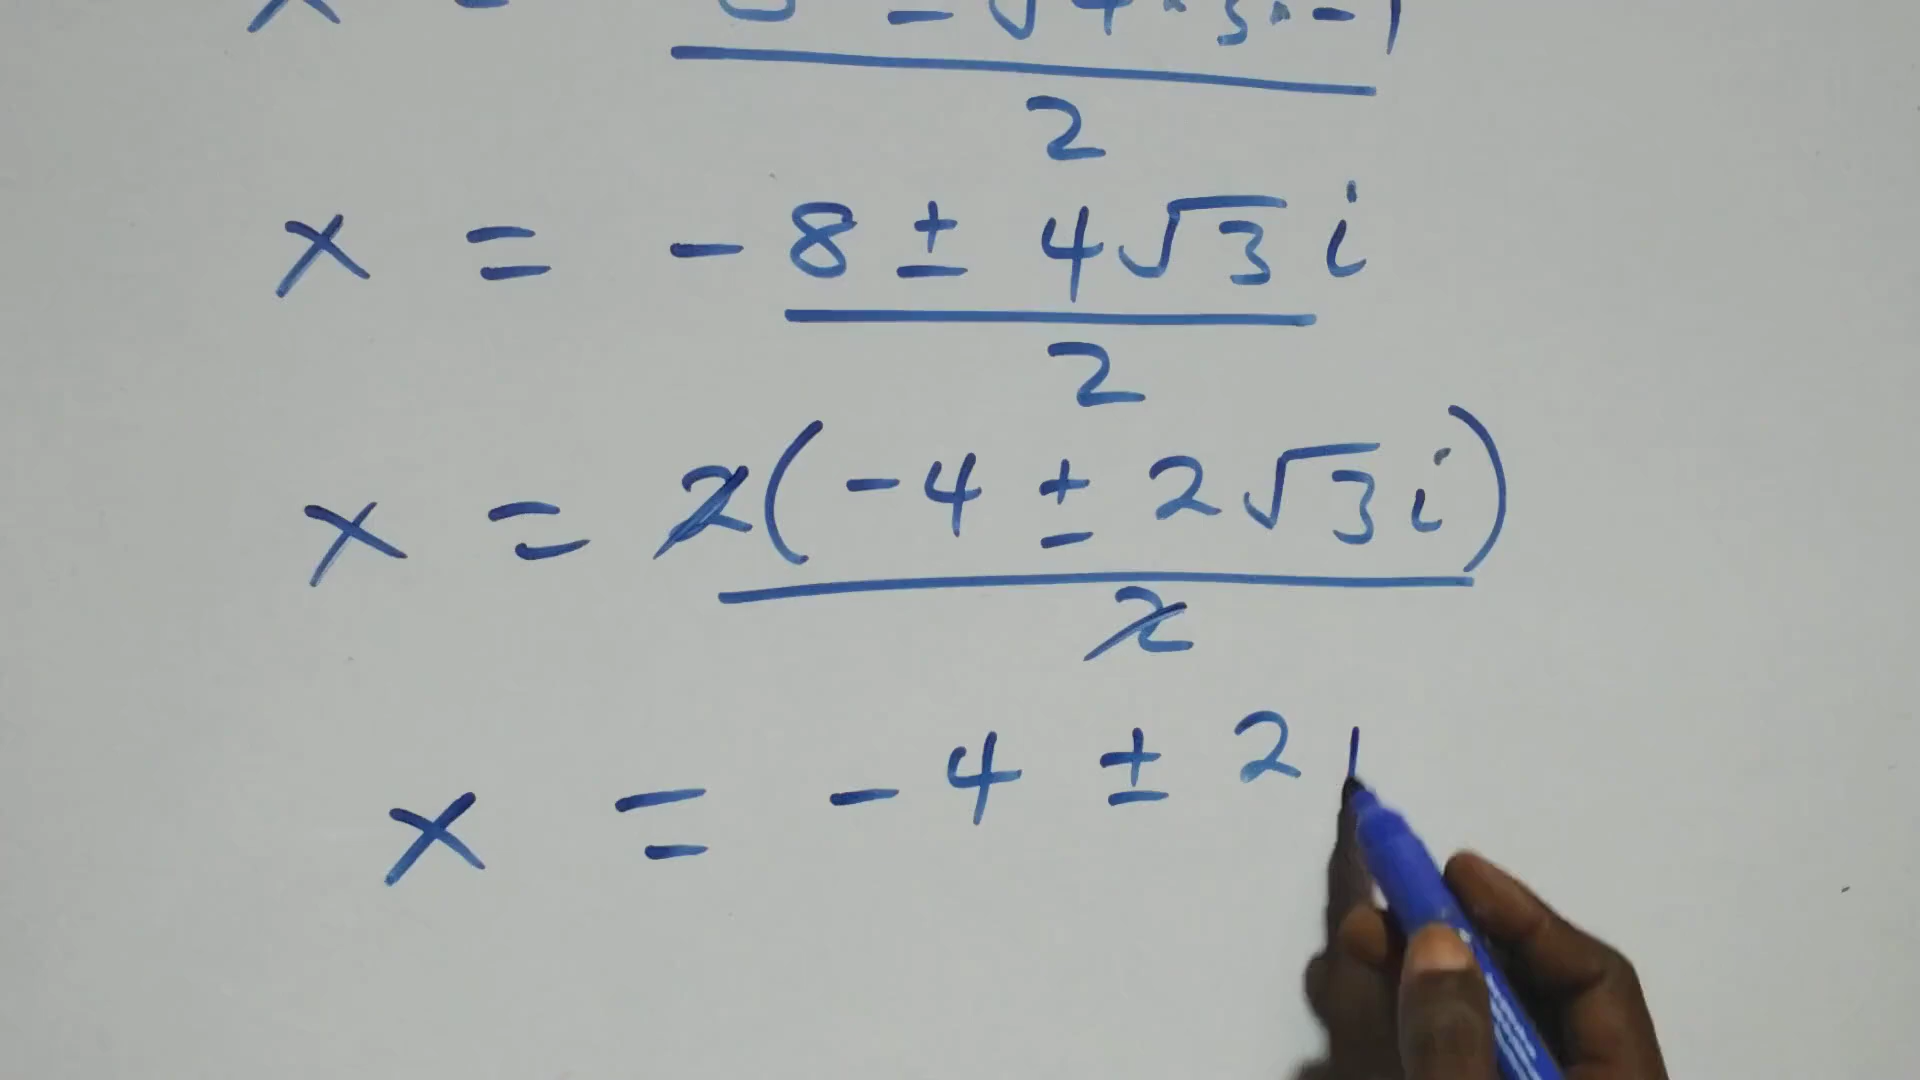 x =
2
x = - 8 ± 4√3 i
2
x = 2( -4 ± 2√3 i )
2
x = -4 ± 2